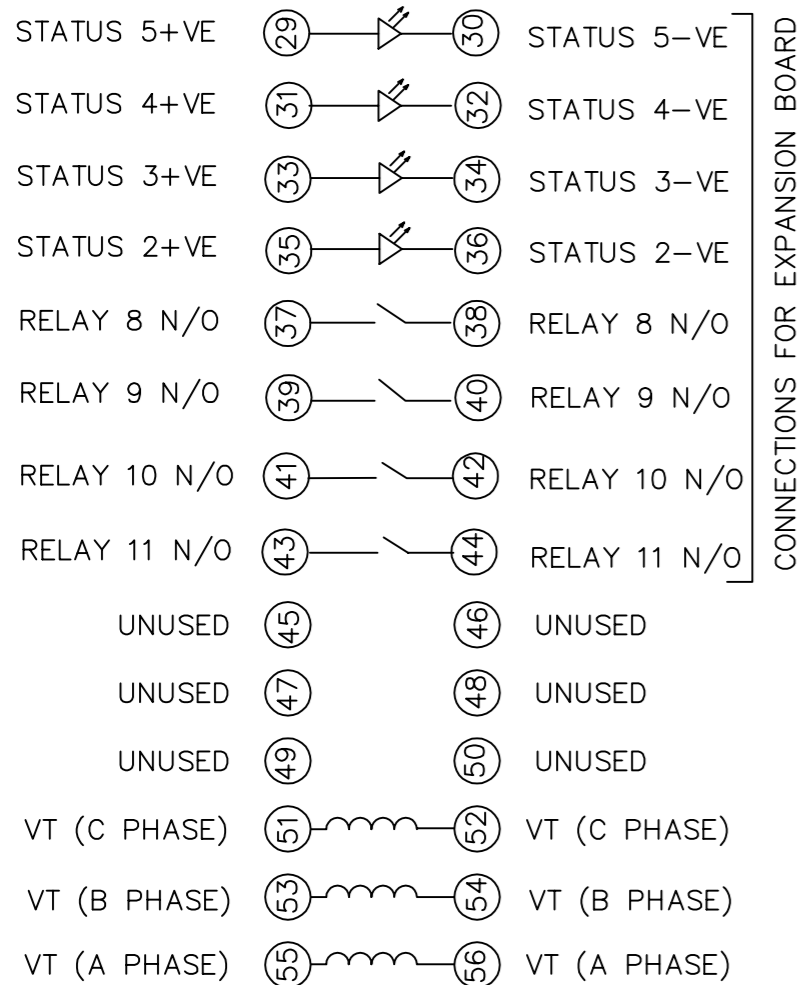 STATUS 5+VE 29 30 STATUS 5-VE
STATUS 4+VE 31 32 STATUS 4-VE
STATUS 3+VE 33 34 STATUS 3-VE
STATUS 2+VE 35 36 STATUS 2-VE
RELAY 8 N/O 37 38 RELAY 8 N/O
RELAY 9 N/O 39 40 RELAY 9 N/O
RELAY 10 N/O 41 42 RELAY 10 N/O
RELAY 11 N/O 43 44 RELAY 11 N/O
UNUSED 45 46 UNUSED
UNUSED 47 48 UNUSED
UNUSED 49 50 UNUSED
VT (C PHASE) 51 52 VT (C PHASE)
VT (B PHASE) 53 54 VT (B PHASE)
VT (A PHASE) 55 56 VT (A PHASE)
CONNECTIONS FOR EXPANSION BOARD